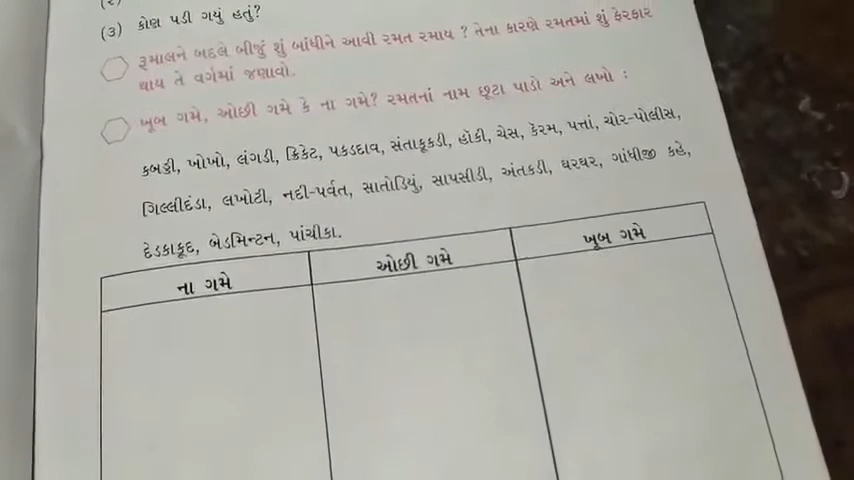 (3) કોણ પડી ગયું હતું?
રૂમાલને બદલે બીજું શું બાંધીને આવી રમત રમાય ? તેના કારણે રમતમાં શું ફેરફાર
થાય તે વર્ગમાં જણાવો.
ખૂબ ગમે, ઓછી ગમે કે ના ગમે? રમતનાં નામ છૂટા પાડો અને લખો :
કબડ્ડી, ખોખો, લંગડી, ક્રિકેટ, પકડદાવ, સંતાકૂકડી, હૉકી, ચેસ, કૅરમ, પત્તાં, ચોર-પોલીસ,
ગિલ્લીદંડા, લખોટી, નદી-પર્વત, સાતોડિયું, સાપસીડી, અંતકડી, ઘરઘર, ગાંધીજી કહે,
દેડકાકૂદ, બેડમિન્ટન, પાંચીકા.
ના ગમે ઓછી ગમે ખૂબ ગમે